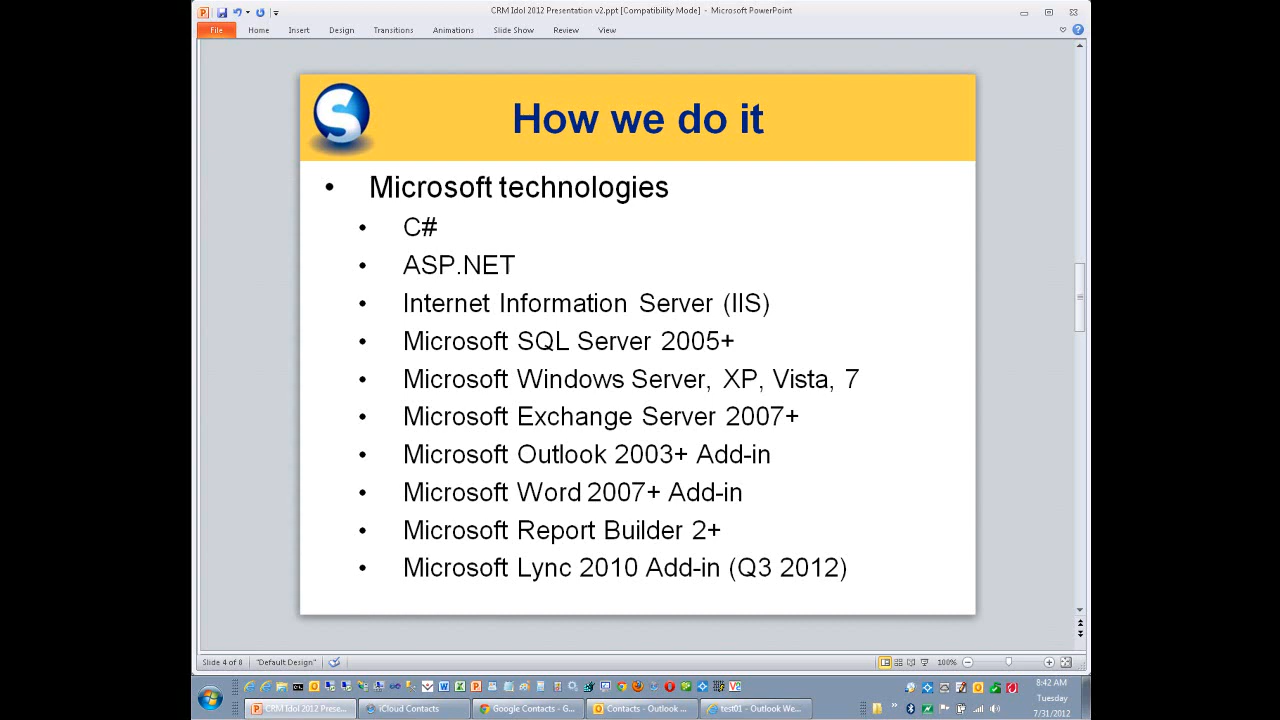 CRM Idol 2012 Presentation v2.ppt [Compatibility Mode] - Microsoft PowerPoint
File Home Insert Design Transitions Animations Slide Show Review View
S
How we do it
• Microsoft technologies
• C#
• ASP.NET
• Internet Information Server (IIS)
• Microsoft SQL Server 2005+
• Microsoft Windows Server, XP, Vista, 7
• Microsoft Exchange Server 2007+
• Microsoft Outlook 2003+ Add-in
• Microsoft Word 2007+ Add-in
• Microsoft Report Builder 2+
• Microsoft Lync 2010 Add-in (Q3 2012)
Slide 4 of 8 "Default Design" 100%
8:42 AM
CRM Idol 2012 Prese... iCloud Contacts Google Contacts - G... Contacts - Outlook ... test01 - Outlook We...
Tuesday
7/31/2012